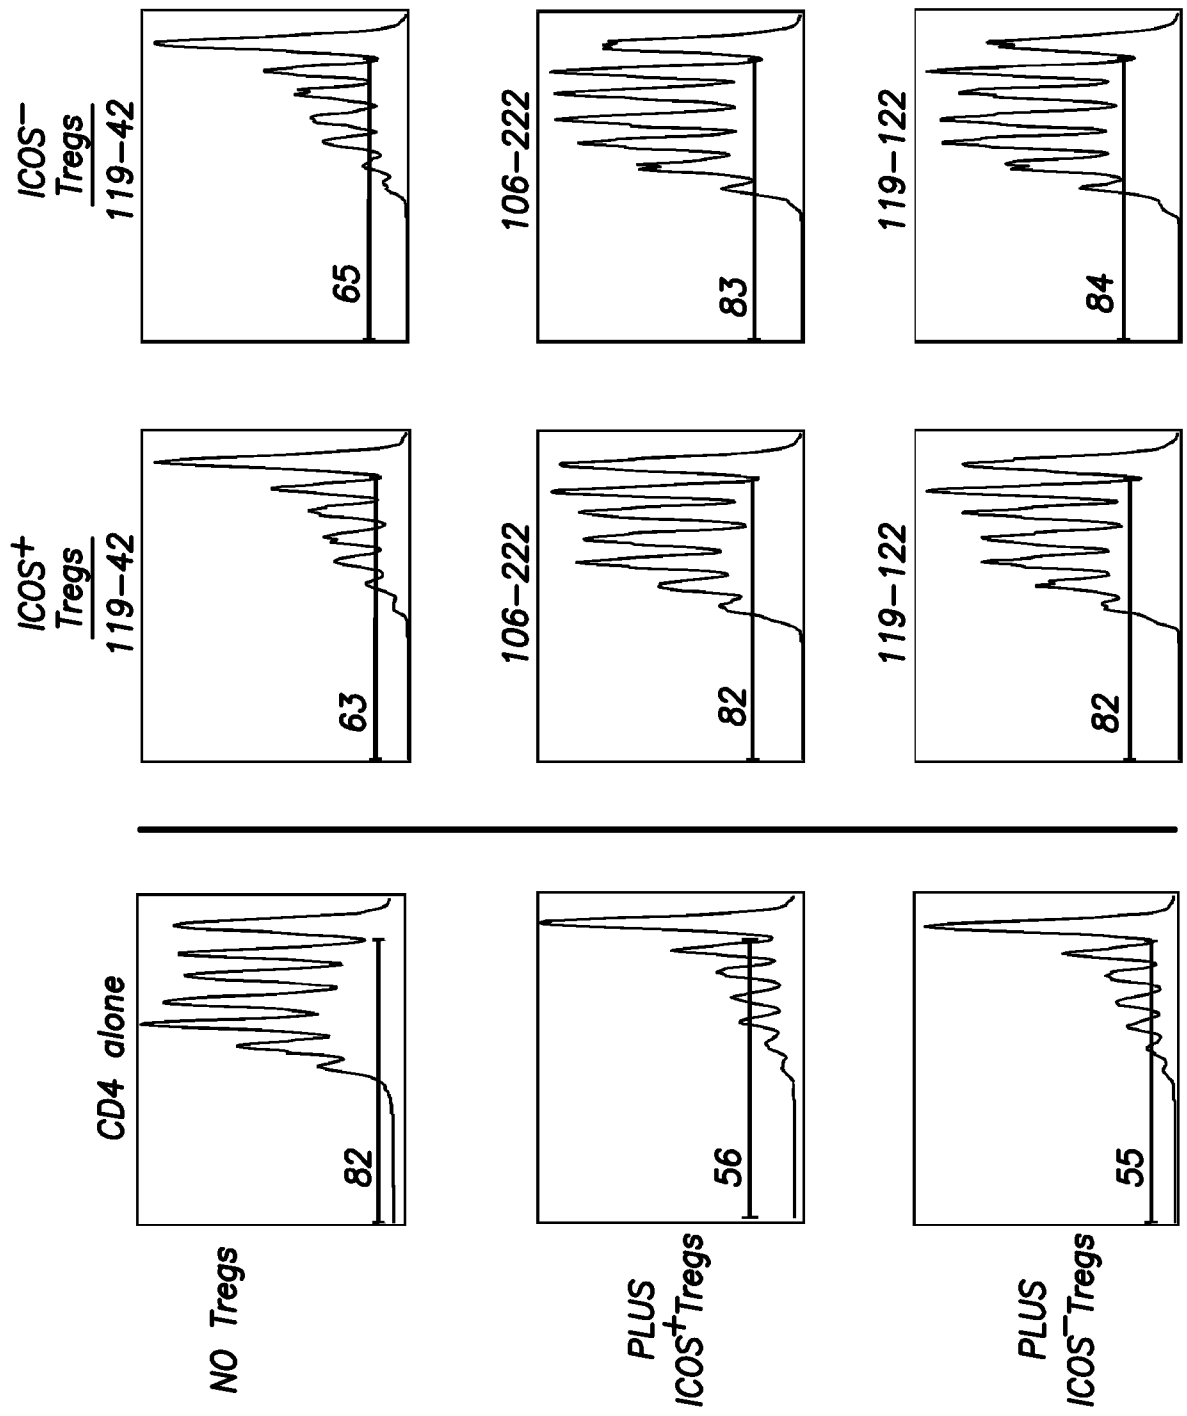 CD4 alone
ICOS+
Tregs
119-42
ICOS-
Tregs
119-42
NO Tregs
82
63
65
106-222
106-222
PLUS
ICOS+Tregs
56
82
83
119-122
119-122
PLUS
ICOS-Tregs
55
82
84